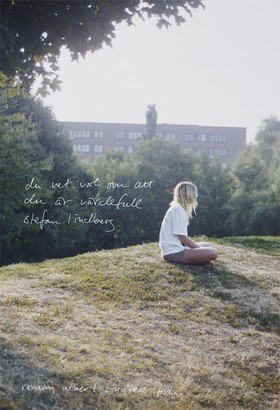 du vet väl om att
du är värdefull
stefan lindberg
roman albert bonniers förlag